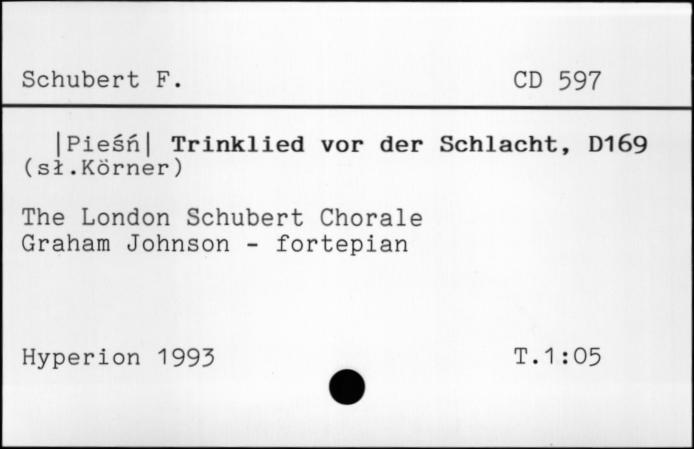 Schubert F. CD 597
|Pieśń| Trinklied vor der Schlacht, D169
(sł.Körner)
The London Schubert Chorale
Graham Johnson - fortepian
Hyperion 1993 T.1:05